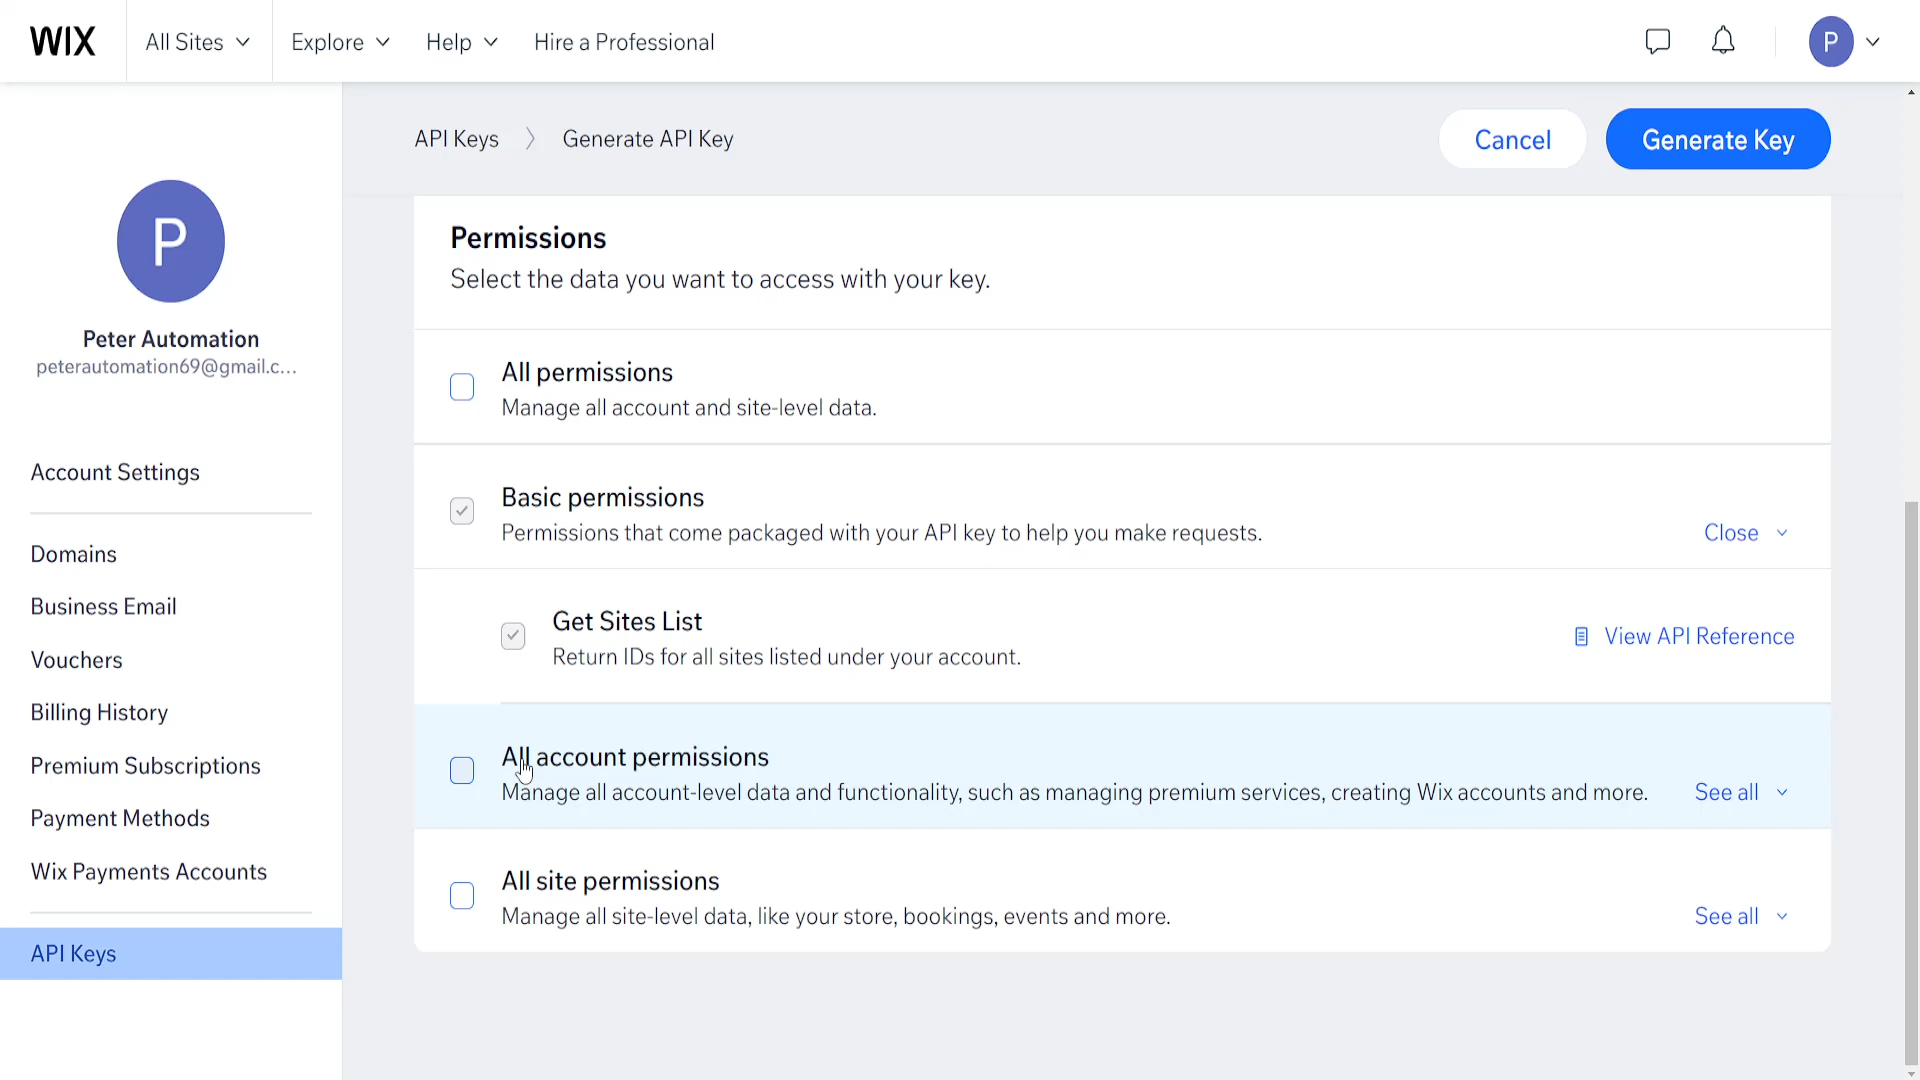 WIX
All Sites
Explore
Help
Hire a Professional
P
API Keys
Generate API Key
Cancel
Generate Key
P
Peter Automation
peterautomation69@gmail.c...
Account Settings
Domains
Business Email
Vouchers
Billing History
Premium Subscriptions
Payment Methods
Wix Payments Accounts
API Keys
Permissions
Select the data you want to access with your key.
All permissions
Manage all account and site-level data.
Basic permissions
Permissions that come packaged with your API key to help you make requests.
Close
Get Sites List
Return IDs for all sites listed under your account.
View API Reference
All account permissions
Manage all account-level data and functionality, such as managing premium services, creating Wix accounts and more.
See all
All site permissions
Manage all site-level data, like your store, bookings, events and more.
See all